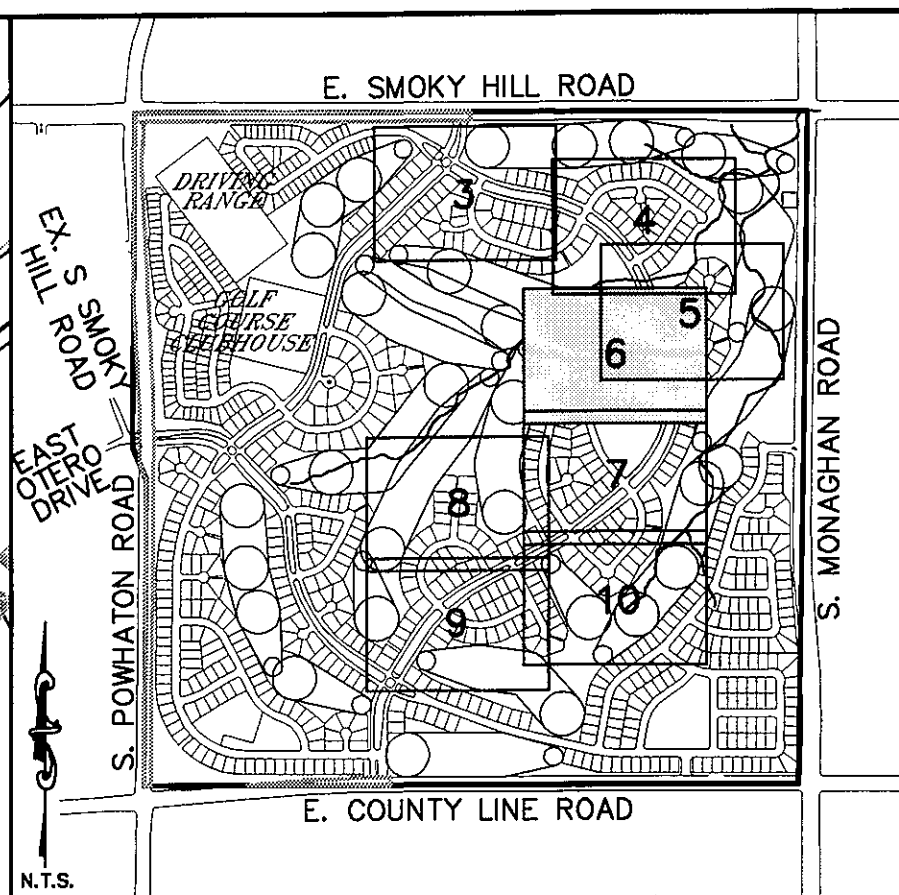 E. SMOKY HILL ROAD
DRIVING
RANGE
3
4
EX. S SMOKY
HILL ROAD
GOLF
COURSE
CLUBHOUSE
5
6
S. MONAGHAN ROAD
EAST
OTERO
DRIVE
7
8
S. POWHATON ROAD
9
10
E. COUNTY LINE ROAD
N.T.S.